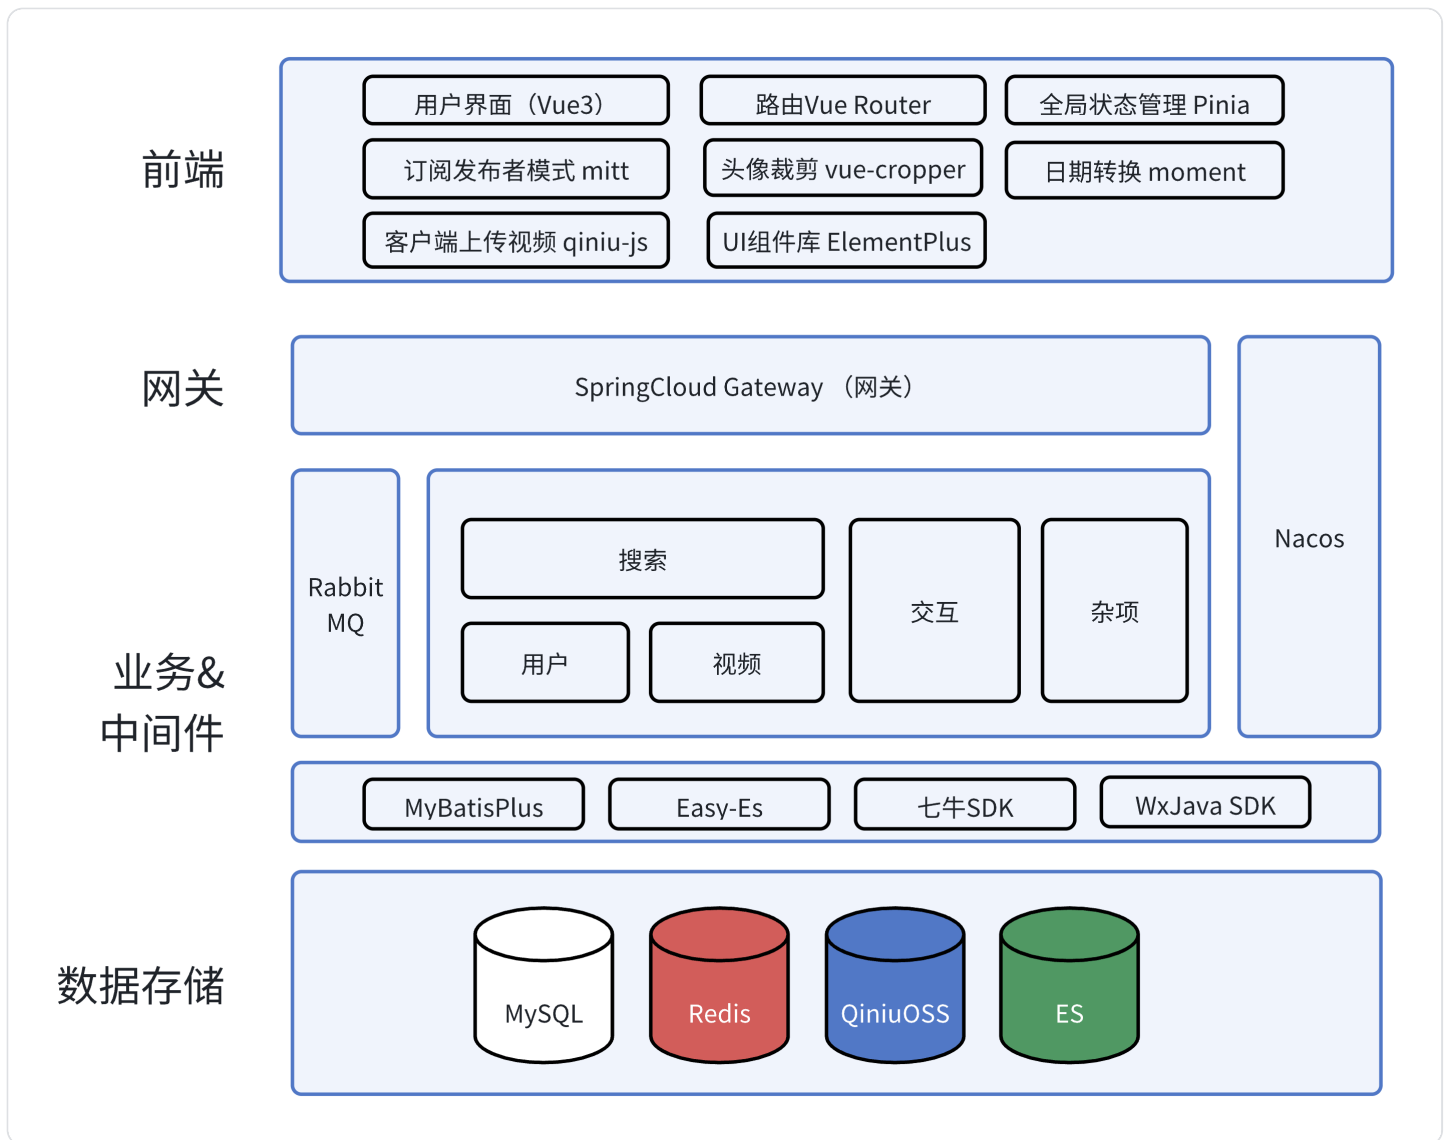 前端
用户界面（Vue3）
路由Vue Router
全局状态管理 Pinia
订阅发布者模式 mitt
头像裁剪 vue-cropper
日期转换 moment
客户端上传视频 qiniu-js
UI组件库 ElementPlus
网关
SpringCloud Gateway （网关）
Nacos
业务&
中间件
Rabbit
MQ
搜索
用户
视频
交互
杂项
MyBatisPlus
Easy-Es
七牛SDK
WxJava SDK
数据存储
MySQL
Redis
QiniuOSS
ES